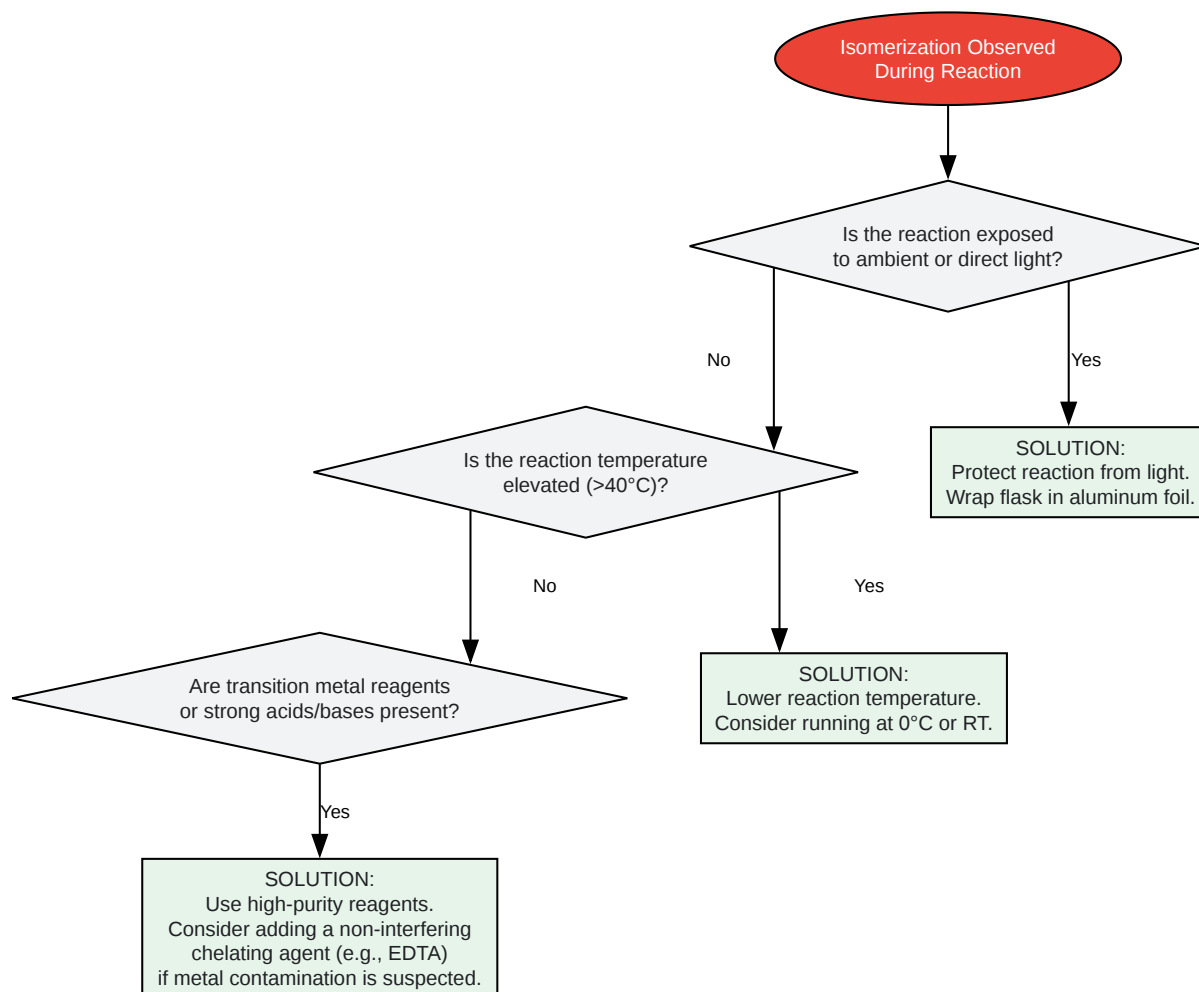 Isomerization Observed
During Reaction
Is the reaction exposed
to ambient or direct light?
No
Yes
Is the reaction temperature
elevated (>40°C)?
SOLUTION:
Protect reaction from light.
Wrap flask in aluminum foil.
No
Yes
Are transition metal reagents
or strong acids/bases present?
SOLUTION:
Lower reaction temperature.
Consider running at 0°C or RT.
Yes
SOLUTION:
Use high-purity reagents.
Consider adding a non-interfering
chelating agent (e.g., EDTA)
if metal contamination is suspected.